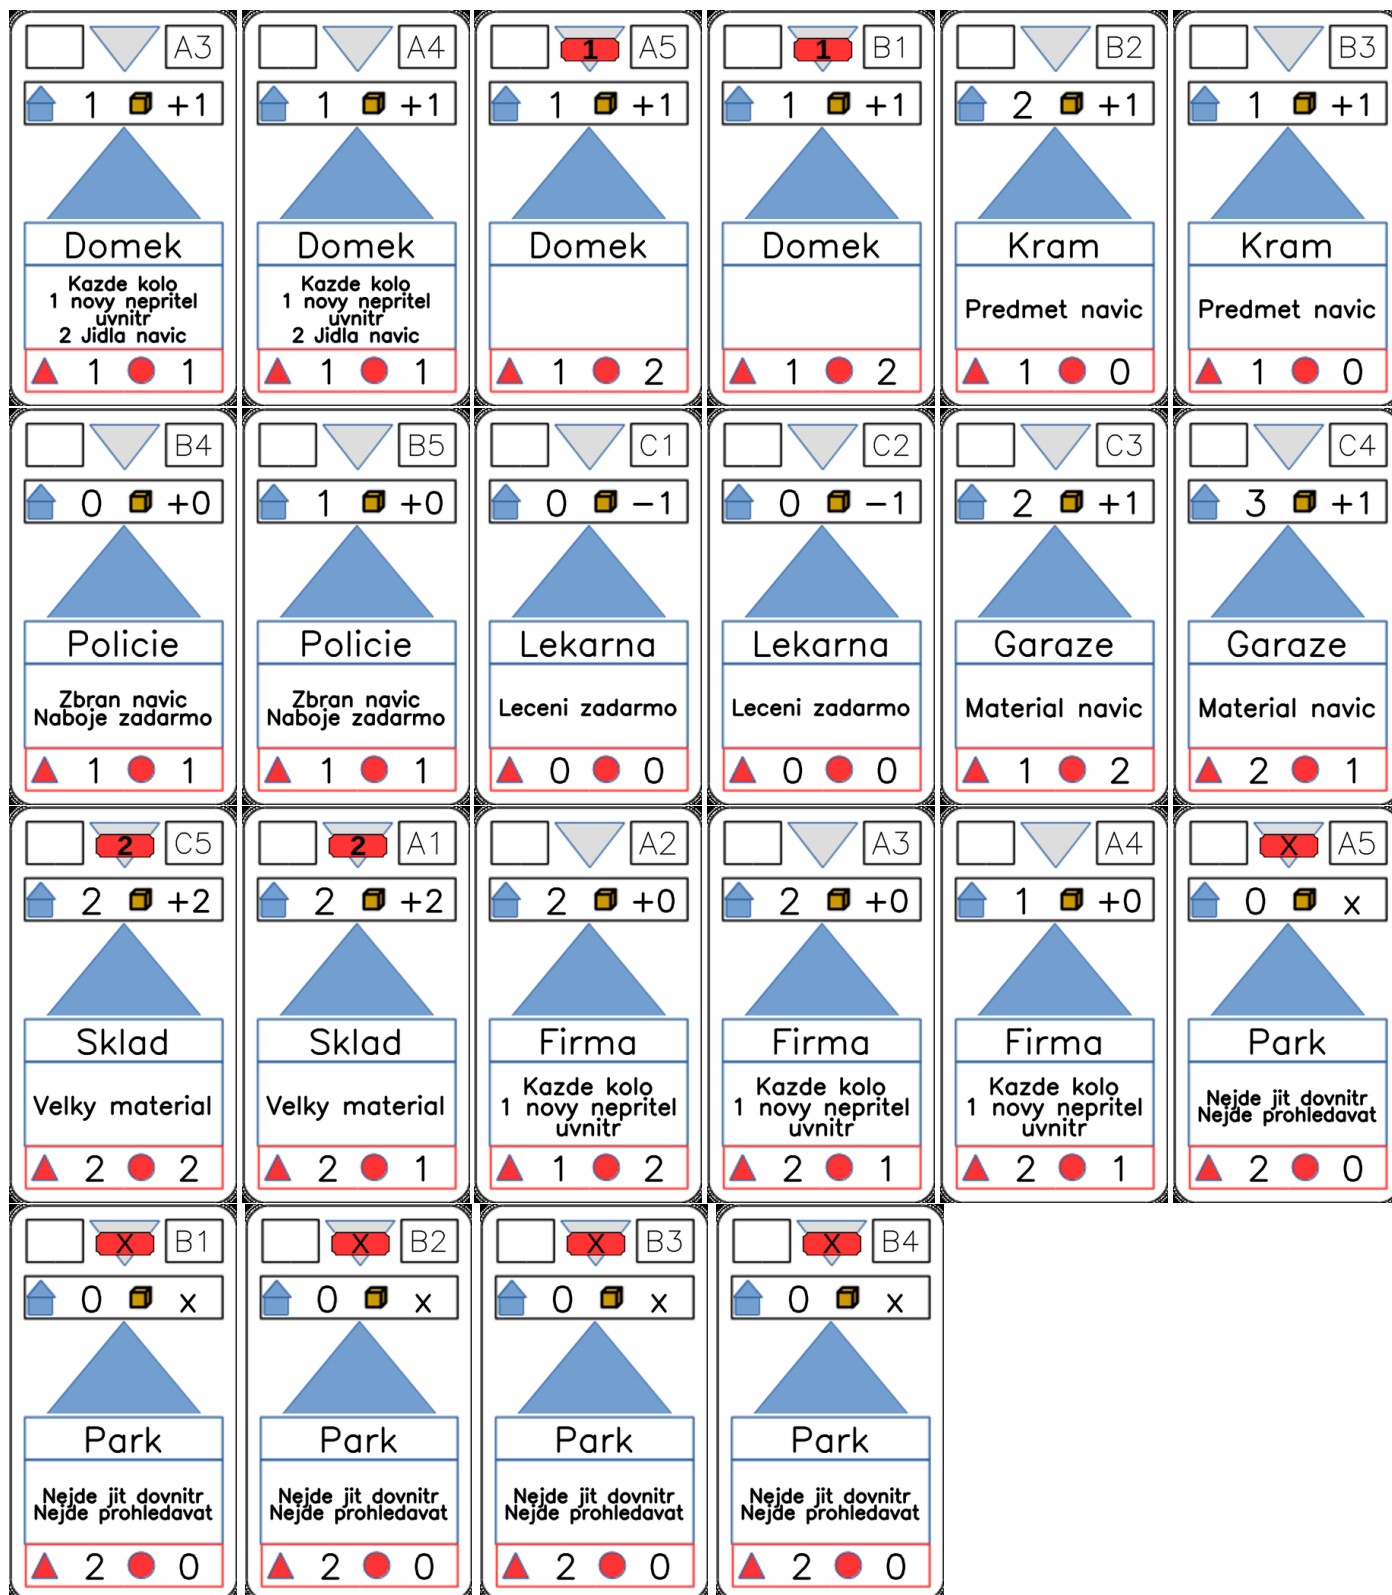 A3
1 +1
Domek
Kazde kolo
1 novy nepritel
uvnitr
2 Jidla navic
1 1
A4
1 +1
Domek
Kazde kolo
1 novy nepritel
uvnitr
2 Jidla navic
1 1
1 A5
1 +1
Domek
1 2
1 B1
1 +1
Domek
1 2
B2
2 +1
Kram
Predmet navic
1 0
B3
1 +1
Kram
Predmet navic
1 0
B4
0 +0
Policie
Zbran navic
Naboje zadarmo
1 1
B5
1 +0
Policie
Zbran navic
Naboje zadarmo
1 1
C1
0 -1
Lekarna
Leceni zadarmo
0 0
C2
0 -1
Lekarna
Leceni zadarmo
0 0
C3
2 +1
Garaze
Material navic
1 2
C4
3 +1
Garaze
Material navic
2 1
2 C5
2 +2
Sklad
Velky material
2 2
2 A1
2 +2
Sklad
Velky material
2 1
A2
2 +0
Firma
Kazde kolo
1 novy nepritel
uvnitr
1 2
A3
2 +0
Firma
Kazde kolo
1 novy nepritel
uvnitr
2 1
A4
1 +0
Firma
Kazde kolo
1 novy nepritel
uvnitr
2 1
X A5
0 x
Park
Nejde jit dovnitr
Nejde prohledavat
2 0
X B1
0 x
Park
Nejde jit dovnitr
Nejde prohledavat
2 0
X B2
0 x
Park
Nejde jit dovnitr
Nejde prohledavat
2 0
X B3
0 x
Park
Nejde jit dovnitr
Nejde prohledavat
2 0
X B4
0 x
Park
Nejde jit dovnitr
Nejde prohledavat
2 0